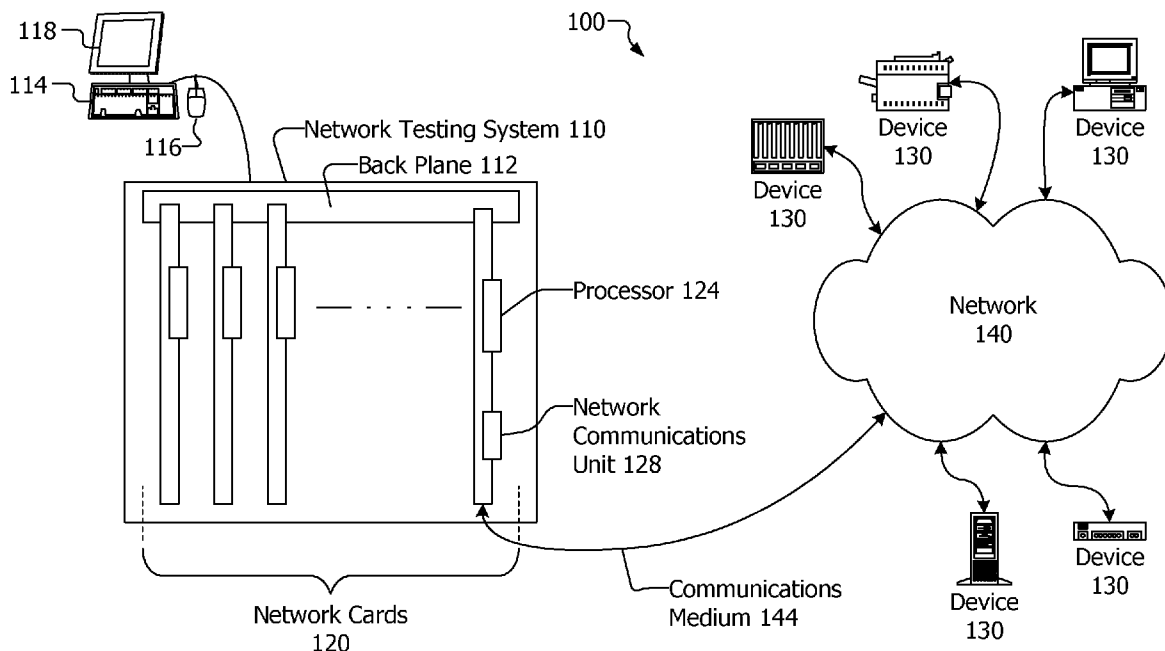 118
114
116
100
Network Testing System 110
Back Plane 112
Device
130
Device
130
Device
130
Processor 124
Network
140
Network
Communications
Unit 128
Communications
Medium 144
Network Cards
120
Device
130
Device
130